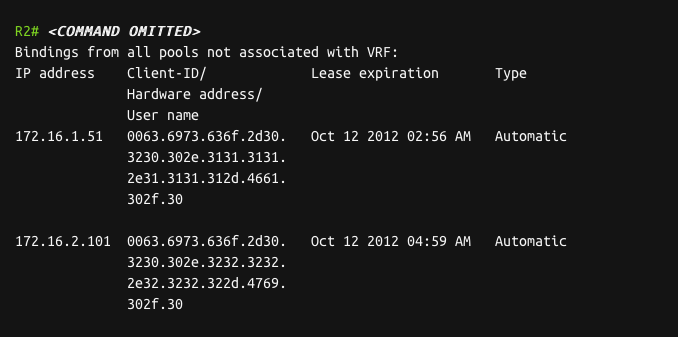 R2# <COMMAND OMITTED>
Bindings from all pools not associated with VRF:
IP address    Client-ID/             Lease expiration       Type
              Hardware address/
              User name
172.16.1.51   0063.6973.636f.2d30.   Oct 12 2012 02:56 AM   Automatic
              3230.302e.3131.3131.
              2e31.3131.312d.4661.
              302f.30
172.16.2.101  0063.6973.636f.2d30.   Oct 12 2012 04:59 AM   Automatic
              3230.302e.3232.3232.
              2e32.3232.322d.4769.
              302f.30